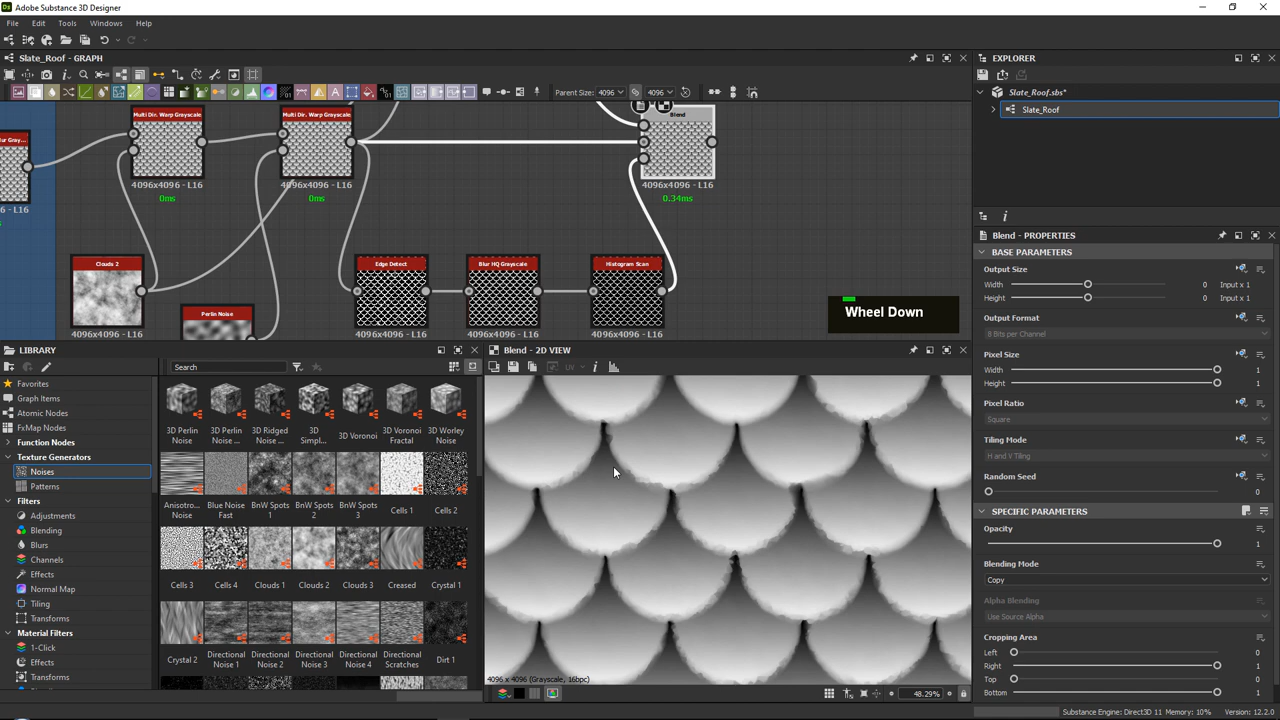 Adobe Substance 3D Designer
File Edit Tools Windows Help
Slate_Roof - GRAPH
Parent Size: 4096 4096
Multi Dir. Warp Grayscale
4096x4096 - L16
0ms
Multi Dir. Warp Grayscale
4096x4096 - L16
0ms
Blend
4096x4096 - L16
0.34ms
Clouds 2
4096x4096 - L16
Perlin Noise
Edge Detect
4096x4096 - L16
Blur HQ Grayscale
4096x4096 - L16
Histogram Scan
4096x4096 - L16
Wheel Down
LIBRARY
Search
Favorites
Graph Items
Atomic Nodes
FxMap Nodes
Function Nodes
Texture Generators
Noises
Patterns
Filters
Adjustments
Blending
Blurs
Channels
Effects
Normal Map
Tiling
Transforms
Material Filters
1-Click
Effects
Transforms
3D Perlin Noise
3D Ridged Noise ...
3D Simpl...
3D Voronoi
3D Voronoi Fractal
3D Worley Noise
Anisotro... Noise
Blue Noise Fast
BnW Spots 1
BnW Spots 2
BnW Spots 3
Cells 1
Cells 2
Cells 3
Cells 4
Clouds 1
Clouds 2
Clouds 3
Creased
Crystal 1
Crystal 2
Directional Noise 1
Directional Noise 2
Directional Noise 3
Directional Noise 4
Directional Scratches
Dirt 1
Blend - 2D VIEW
UV
4096 x 4096 (Grayscale, 16bpc)
48.29%
EXPLORER
Slate_Roof.sbs*
Slate_Roof
Blend - PROPERTIES
BASE PARAMETERS
Output Size
Width 0 Input x 1
Height 0 Input x 1
Output Format
8 Bits per Channel
Pixel Size
Width 1
Height 1
Pixel Ratio
Square
Tiling Mode
H and V Tiling
Random Seed
0
SPECIFIC PARAMETERS
Opacity
1
Blending Mode
Copy
Alpha Blending
Use Source Alpha
Cropping Area
Left 0
Right 1
Top 0
Bottom 1
Substance Engine: Direct3D 11 Memory: 10% Version: 12.2.0